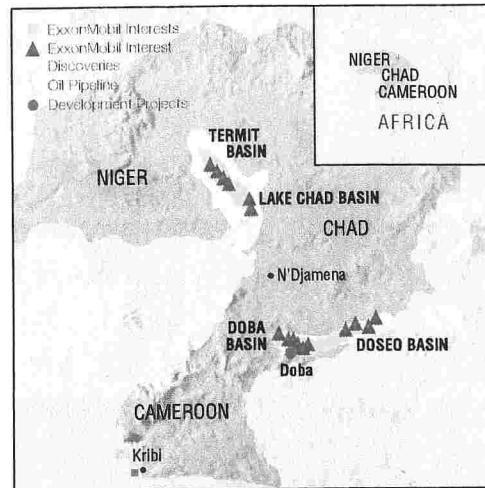 ExxonMobil Interests
ExxonMobil Interest
Discoveries
Oil Pipeline
Development Projects
NIGER
CHAD
CAMEROON
AFRICA
TERMIT
BASIN
NIGER
LAKE CHAD BASIN
CHAD
N'Djamena
DOBA
BASIN
DOSEO BASIN
Doba
CAMEROON
Kribi